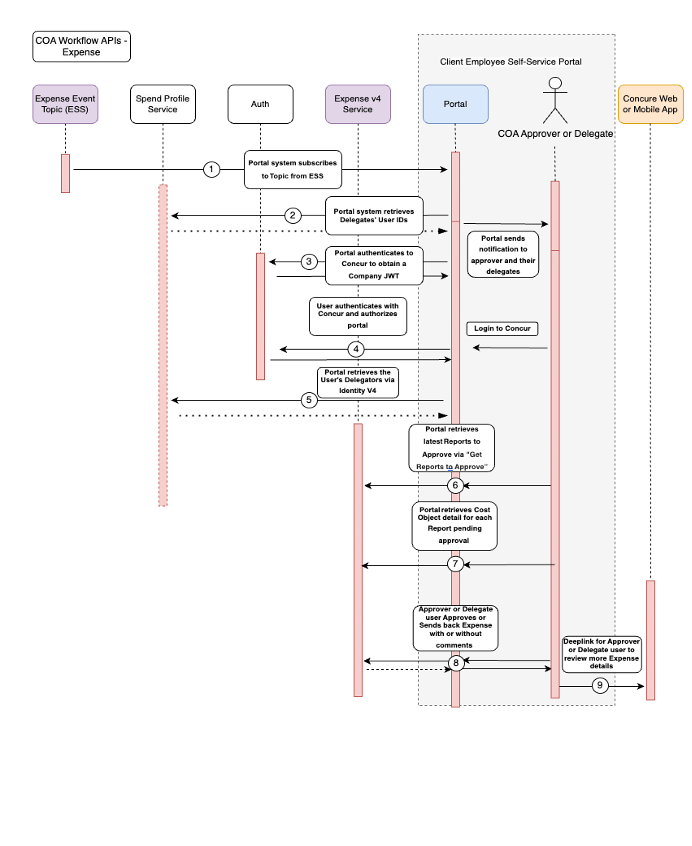 COA Workflow APIs -
Expense
Client Employee Self-Service Portal
Expense Event
Topic (ESS)
Spend Profile
Service
Auth
Expense v4
Service
Portal
COA Approver or Delegate
Concure Web
or Mobile App
1
Portal system subscribes
to Topic from ESS
2
Portal system retrieves
Delegates' User IDs
Portal sends
notification to
approver and their
delegates
3
Portal authenticates to
Concur to obtain a
Company JWT
User authenticates with
Concur and authorizes
portal
Login to Concur
4
Portal retrieves the
User's Delegators via
Identity V4
5
Portal retrieves
latest Reports to
Approve via "Get
Reports to Approve"
6
Portal retrieves Cost
Object detail for each
Report pending
approval
7
Approver or Delegate
user Approves or
Sends back Expense
with or without
comments
8
Deeplink for Approver
or Delegate user to
review more Expense
details
9